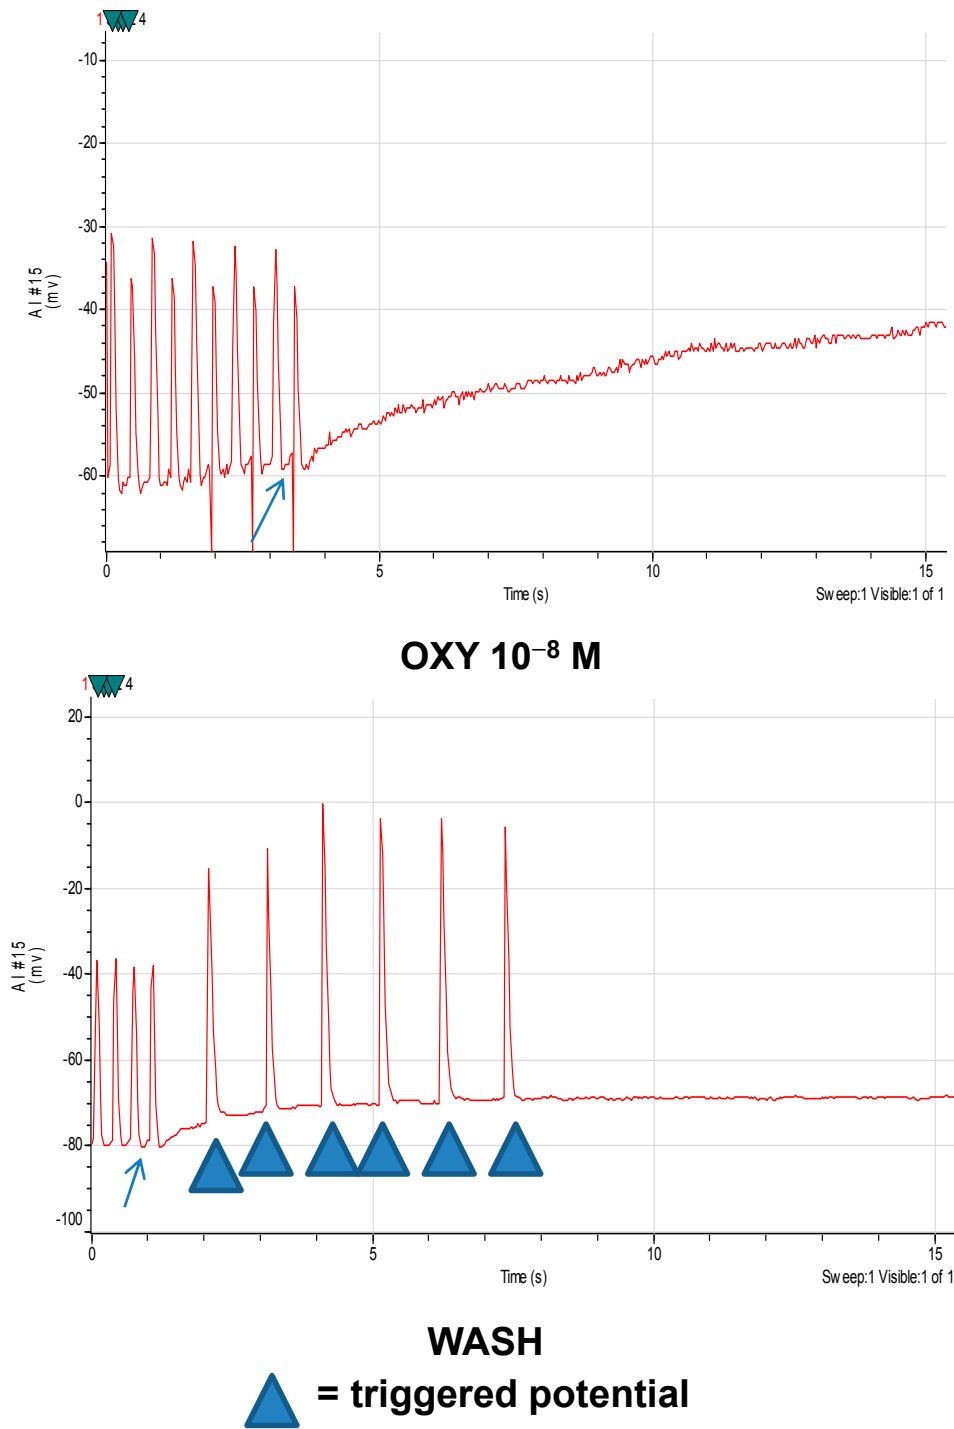 1 4
-10
-20
-30
-40
-50
-60
AI #15
(mv)
0 5 10 15
Time (s)
Sweep:1 Visible:1 of 1
OXY 10⁻⁸ M
1 4
20
0
-20
-40
-60
-80
-100
AI #15
(mv)
0 5 10 15
Time (s)
Sweep:1 Visible:1 of 1
WASH
= triggered potential